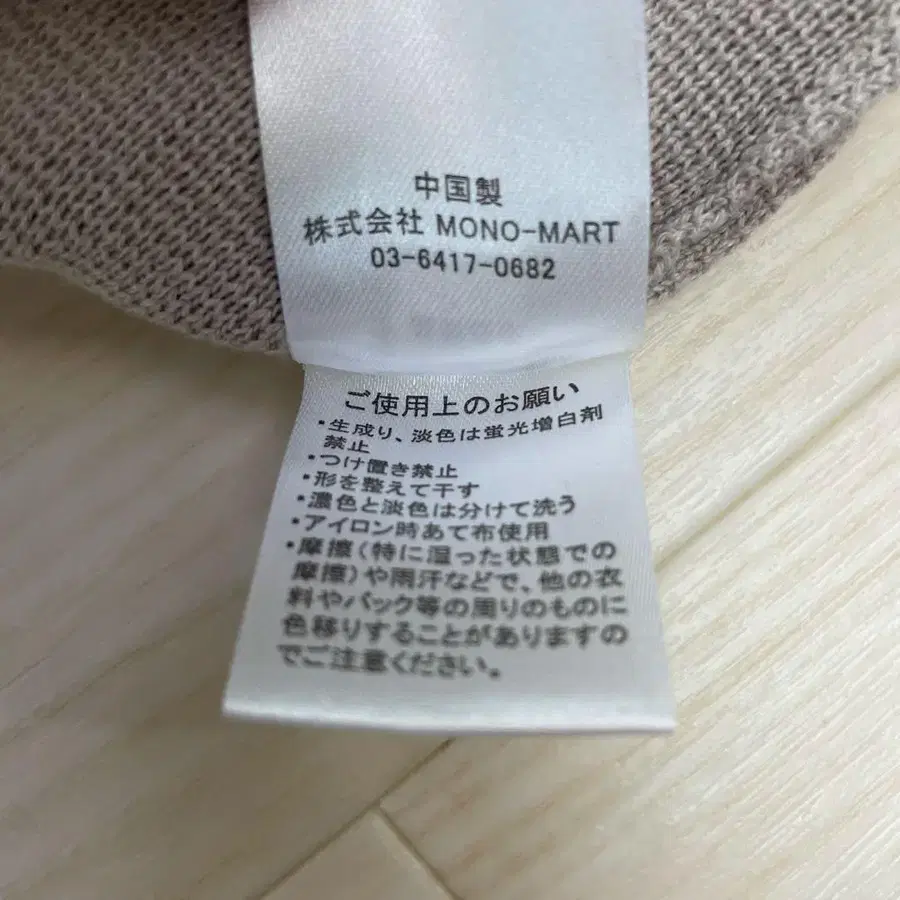 中国製
株式会社 MONO-MART
03-6417-0682
ご使用上のお願い
・生成り、淡色は蛍光増白剤
禁止
・つけ置き禁止
・形を整えて干す
・濃色と淡色は分けて洗う
・アイロン時あて布使用
・摩擦(特に湿った状態での
摩擦)や雨汗などで、他の衣
料やバック等の周りのものに
色移りすることがありますの
でご注意ください。